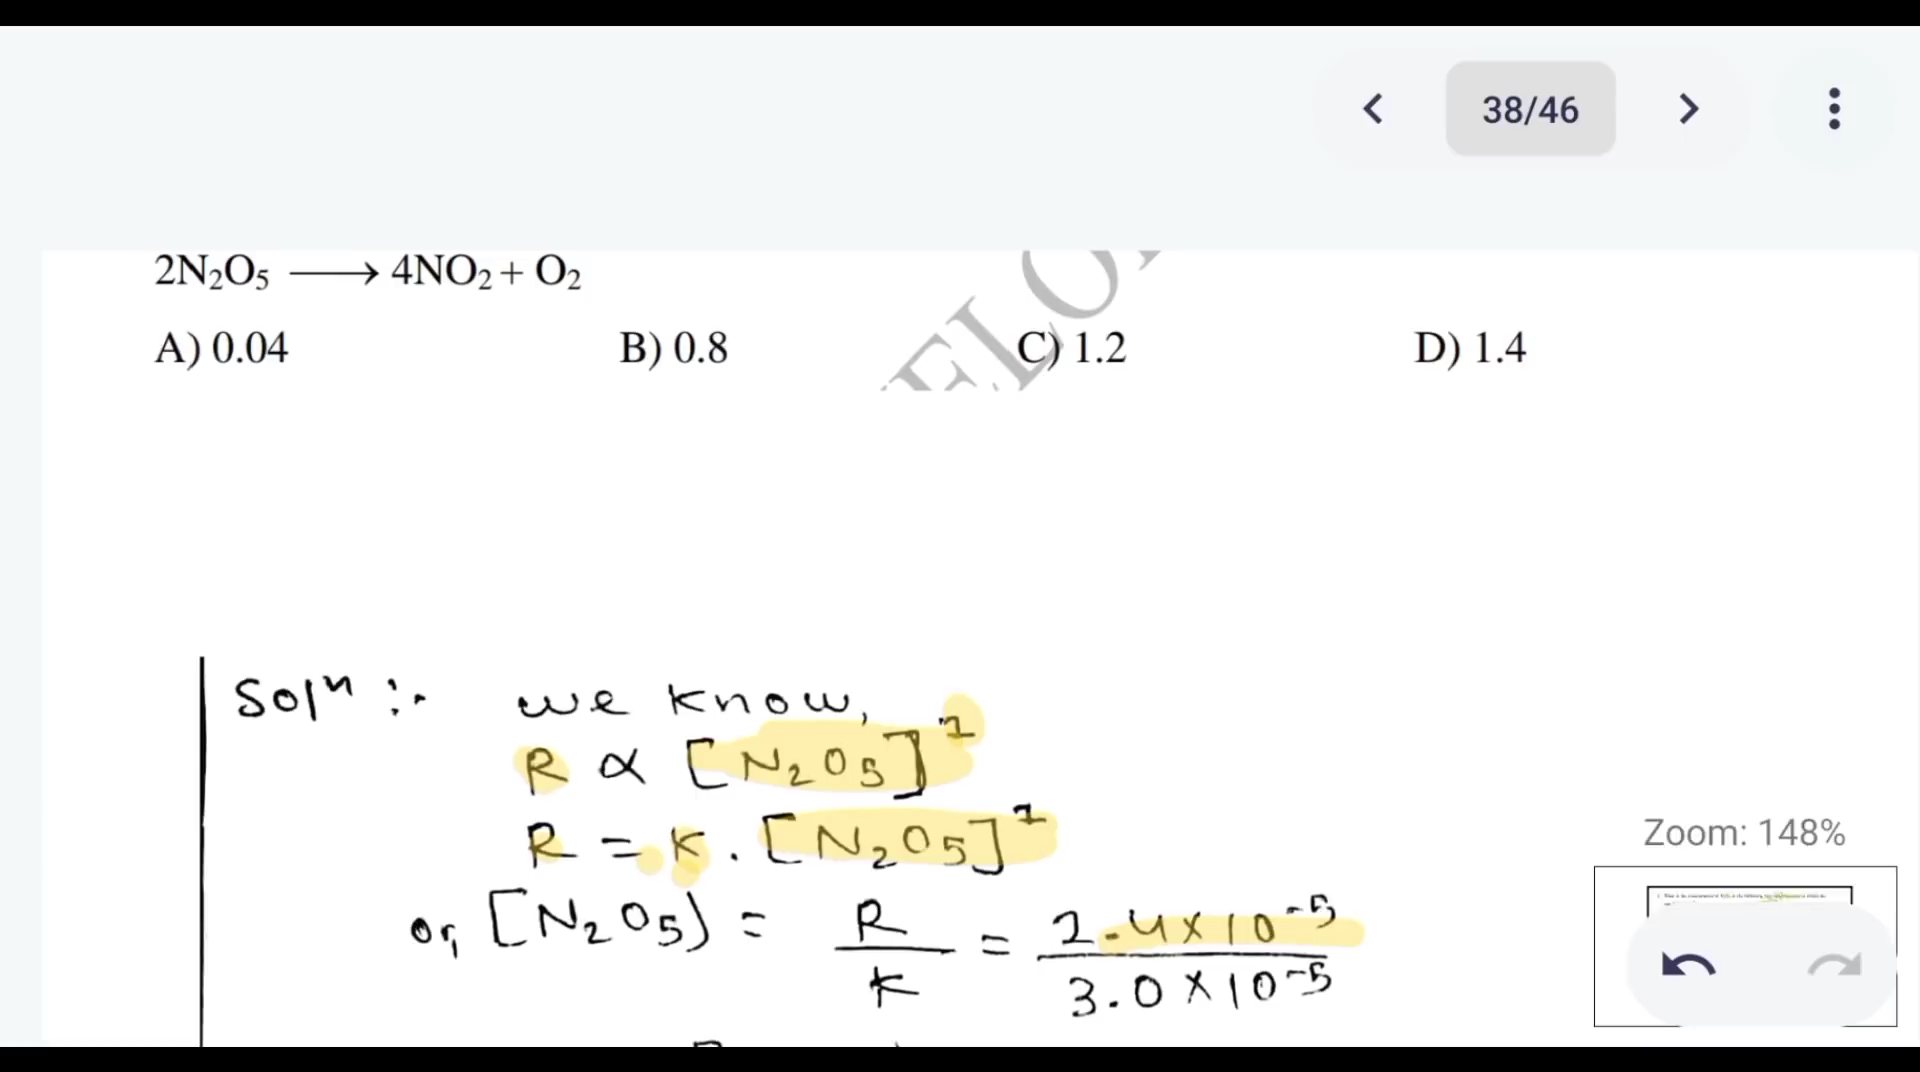 38/46
2N₂O₅ ⟶ 4NO₂ + O₂
A) 0.04 B) 0.8 C) 1.2 D) 1.4
Solⁿ :- we know,
R ∝ [N₂O₅]¹
R = K . [N₂O₅]¹
or, [N₂O₅] = R/K = 2.4 × 10⁻⁵ / 3.0 × 10⁻⁵
Zoom: 148%